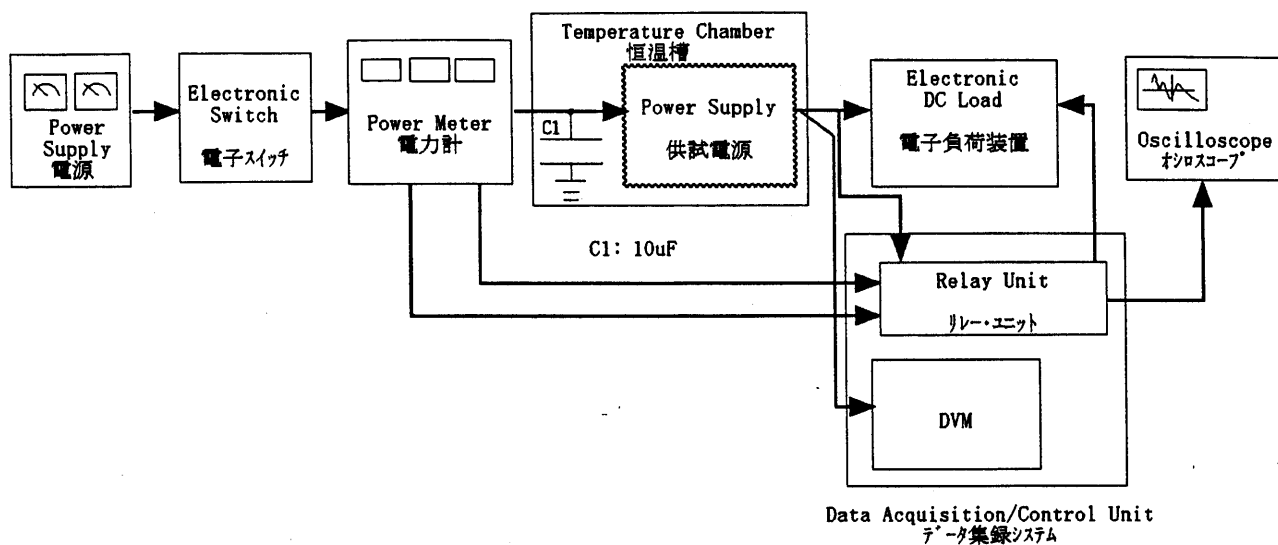 Power
Supply
電源
Electronic
Switch
電子スイッチ
Power Meter
電力計
Temperature Chamber
恒温槽
C1
Power Supply
供試電源
Electronic
DC Load
電子負荷装置
Oscilloscope
オシロスコープ
C1: 10uF
Relay Unit
リレー・ユニット
DVM
Data Acquisition/Control Unit
データ集録システム